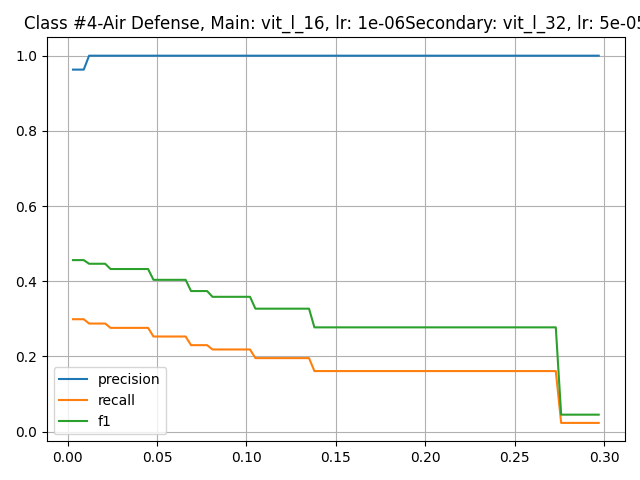 Class #4-Air Defense, Main: vit_l_16, lr: 1e-06Secondary: vit_l_32, lr: 5e-05
1.0
0.8
0.6
0.4
0.2
0.0
precision
recall
f1
0.00 0.05 0.10 0.15 0.20 0.25 0.30